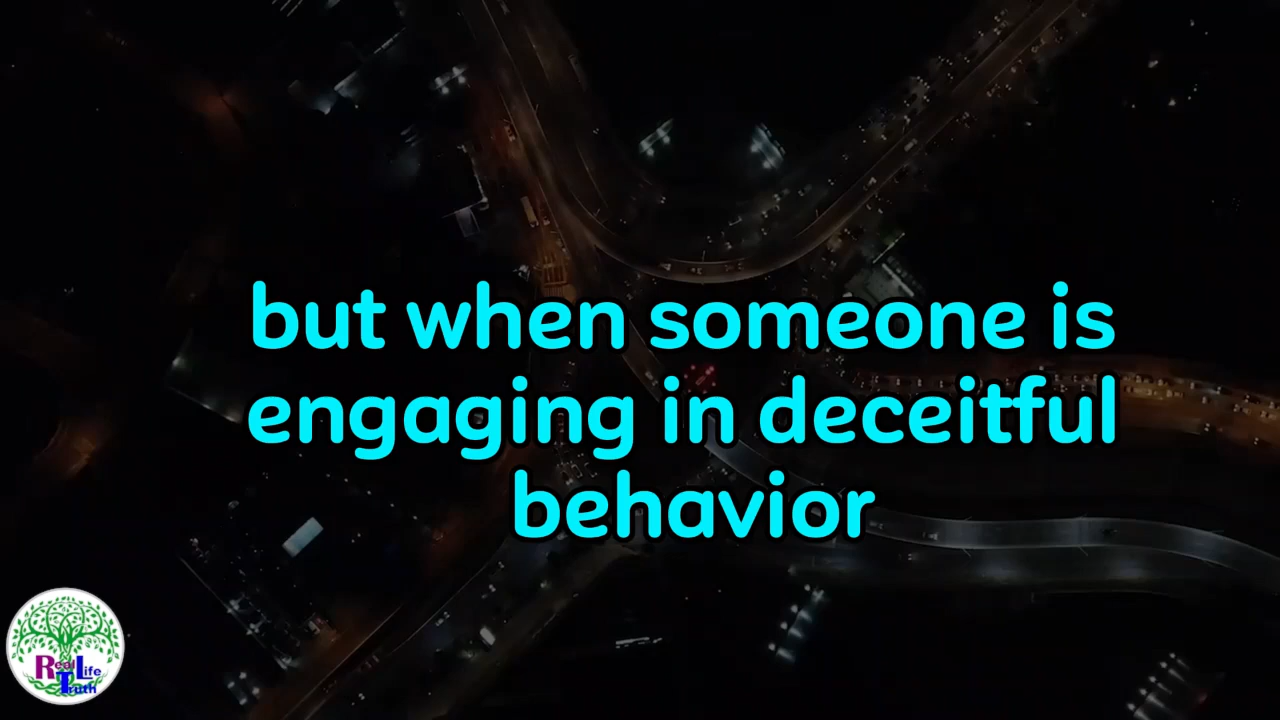 but when someone is
engaging in deceitful
behavior
Real Life
Truth